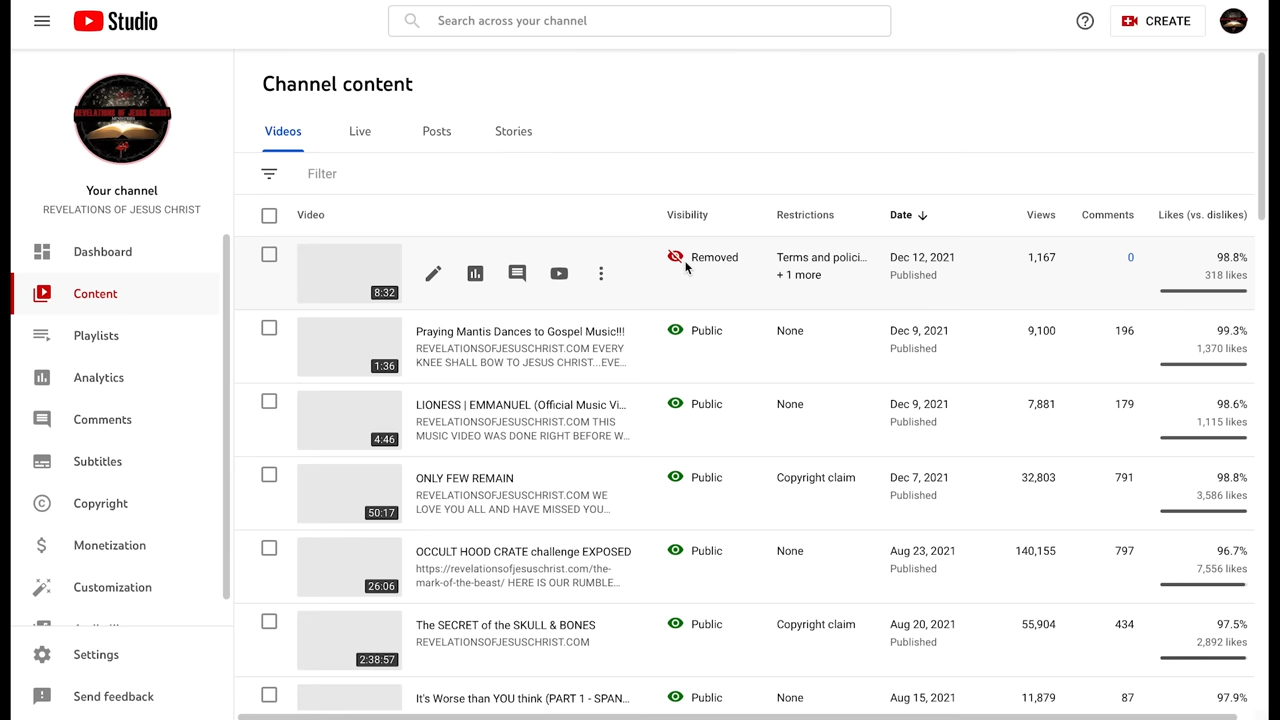 Studio
Search across your channel
CREATE
REVELATIONS OF JESUS CHRIST
Your channel
REVELATIONS OF JESUS CHRIST
Dashboard
Content
Playlists
Analytics
Comments
Subtitles
Copyright
Monetization
Customization
Settings
Send feedback
Channel content
Videos Live Posts Stories
Filter
Video Visibility Restrictions Date Views Comments Likes (vs. dislikes)
8:32
Removed
Terms and polici...
+ 1 more
Dec 12, 2021
Published
1,167
0
98.8%
318 likes
1:36
Praying Mantis Dances to Gospel Music!!!
REVELATIONSOFJESUSCHRIST.COM EVERY
KNEE SHALL BOW TO JESUS CHRIST...EVE...
Public
None
Dec 9, 2021
Published
9,100
196
99.3%
1,370 likes
4:46
LIONESS | EMMANUEL (Official Music Vi...
REVELATIONSOFJESUSCHRIST.COM THIS
MUSIC VIDEO WAS DONE RIGHT BEFORE W...
Public
None
Dec 9, 2021
Published
7,881
179
98.6%
1,115 likes
50:17
ONLY FEW REMAIN
REVELATIONSOFJESUSCHRIST.COM WE
LOVE YOU ALL AND HAVE MISSED YOU...
Public
Copyright claim
Dec 7, 2021
Published
32,803
791
98.8%
3,586 likes
26:06
OCCULT HOOD CRATE challenge EXPOSED
https://revelationsofjesuschrist.com/the-
mark-of-the-beast/ HERE IS OUR RUMBLE...
Public
None
Aug 23, 2021
Published
140,155
797
96.7%
7,556 likes
2:38:57
The SECRET of the SKULL & BONES
REVELATIONSOFJESUSCHRIST.COM
Public
Copyright claim
Aug 20, 2021
Published
55,904
434
97.5%
2,892 likes
It's Worse than YOU think (PART 1 - SPAN...
Public
None
Aug 15, 2021
11,879
87
97.9%